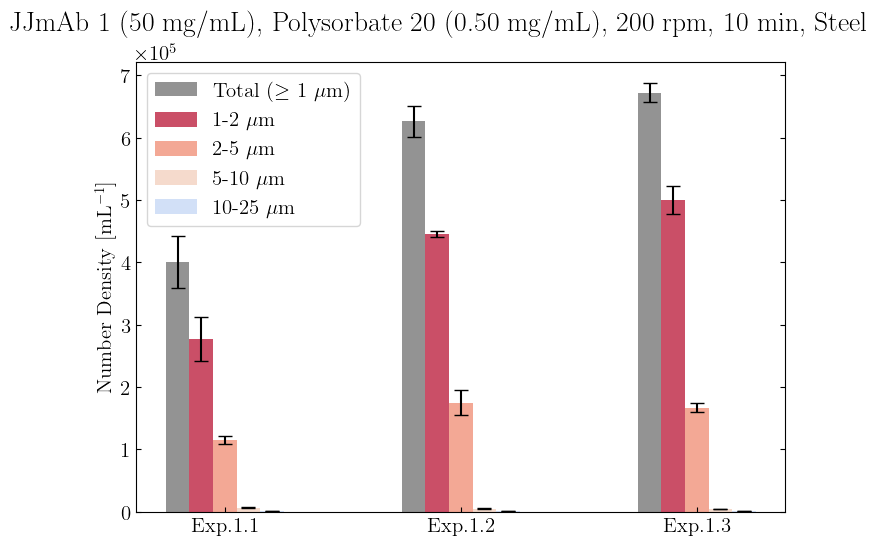 JJmAb 1 (50 mg/mL), Polysorbate 20 (0.50 mg/mL), 200 rpm, 10 min, Steel
×10⁵
Total (≥ 1 μm)
1-2 μm
2-5 μm
5-10 μm
10-25 μm
Number Density [mL⁻¹]
7
6
5
4
3
2
1
0
Exp.1.1 Exp.1.2 Exp.1.3